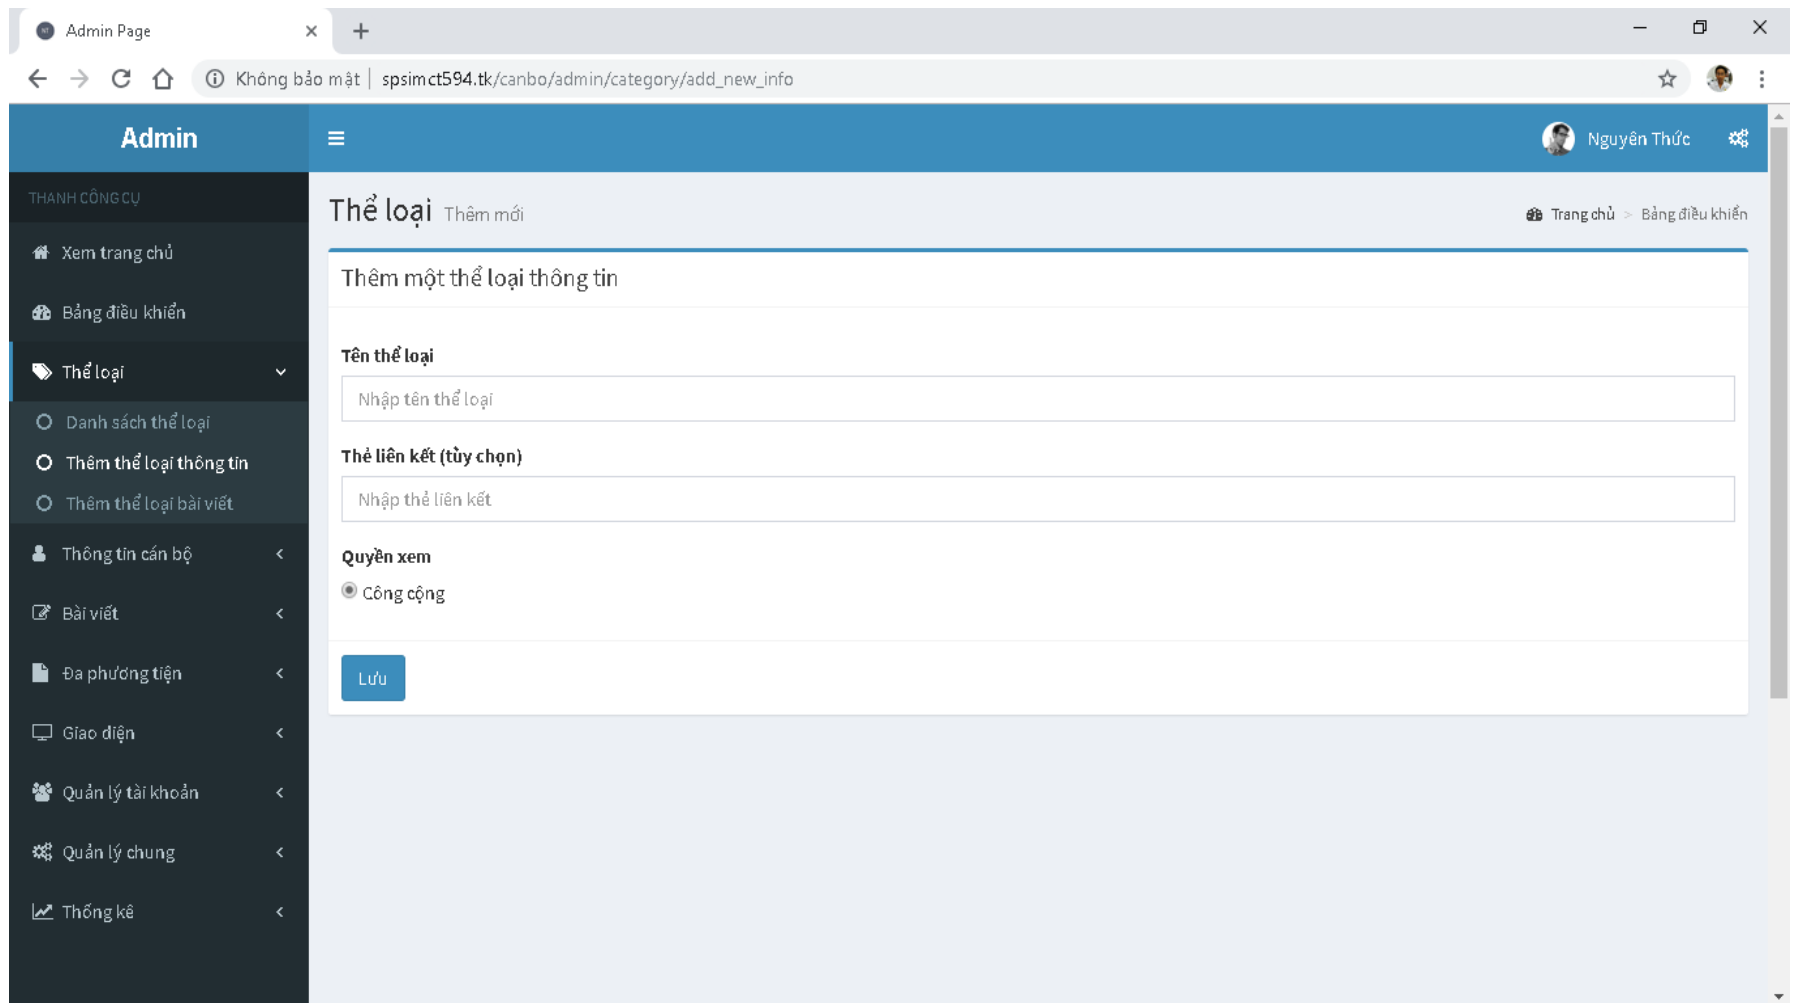 Admin Page
Không bảo mật | spsimct594.tk/canbo/admin/category/add_new_info
Admin
Nguyên Thức
THANH CÔNG CỤ
Xem trang chủ
Bảng điều khiển
Thể loại
Danh sách thể loại
Thêm thể loại thông tin
Thêm thể loại bài viết
Thông tin cán bộ
Bài viết
Đa phương tiện
Giao diện
Quản lý tài khoản
Quản lý chung
Thống kê
Thể loại Thêm mới
Trang chủ > Bảng điều khiển
Thêm một thể loại thông tin
Tên thể loại
Nhập tên thể loại
Thẻ liên kết (tùy chọn)
Nhập thẻ liên kết
Quyền xem
Công cộng
Lưu